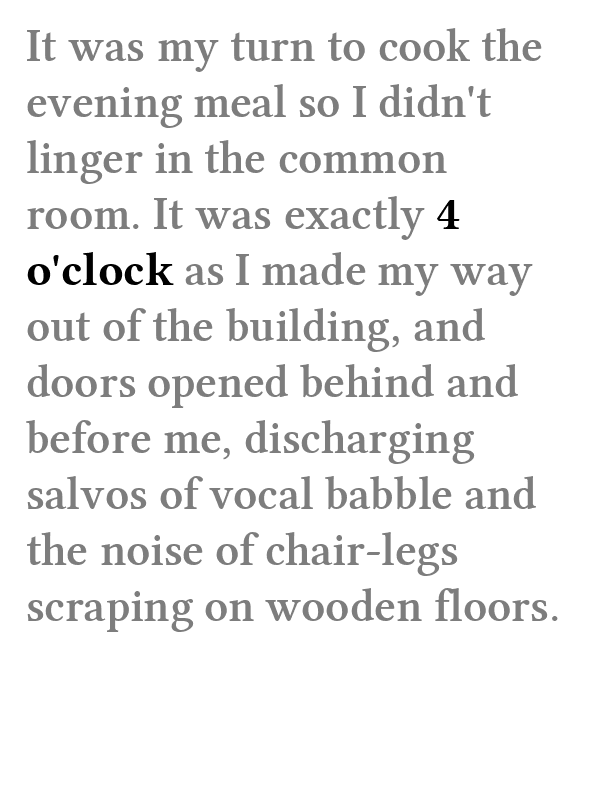 It was my turn to cook the
evening meal so I didn't
linger in the common
room. It was exactly 4
o'clock as I made my way
out of the building, and
doors opened behind and
before me, discharging
salvos of vocal babble and
the noise of chair-legs
scraping on wooden floors.